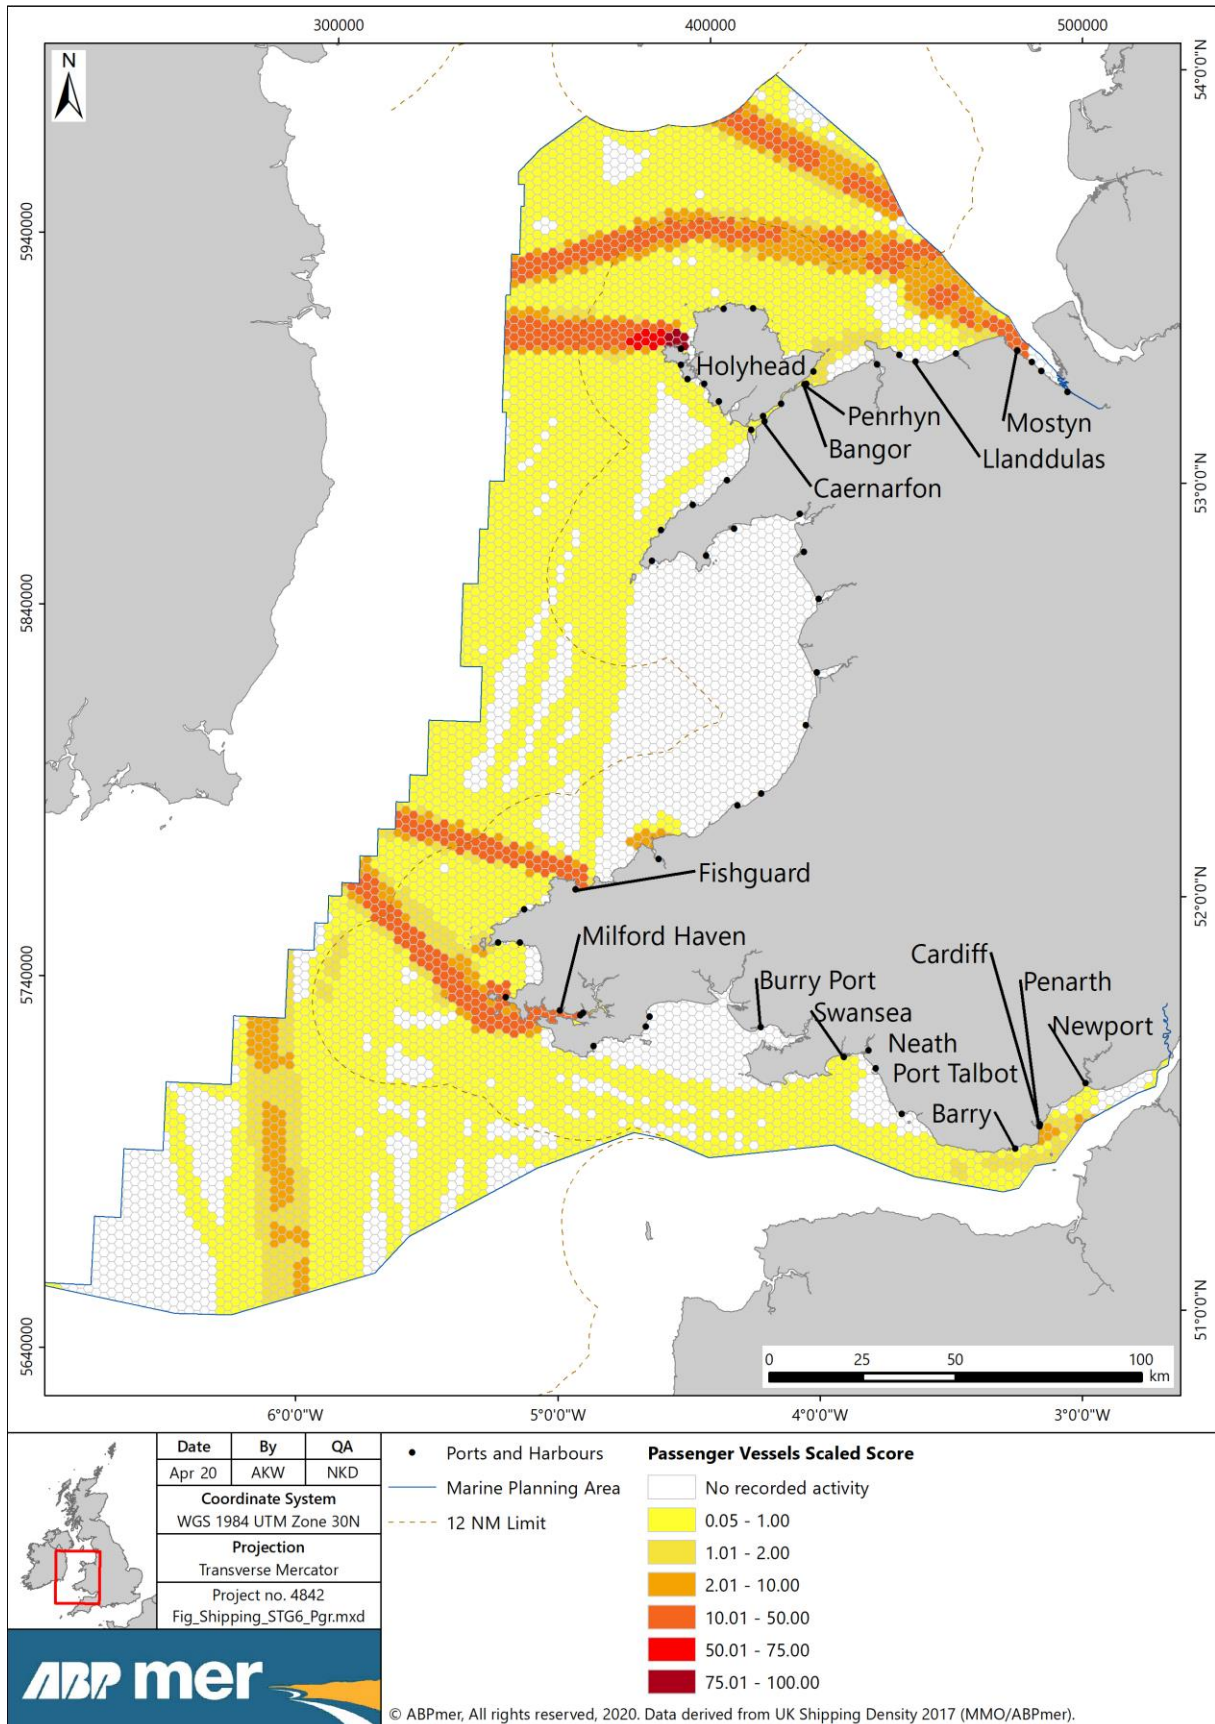 300000 400000 500000
N
54°0'0"N
5940000
Holyhead
Penrhyn
Mostyn
Bangor
Llanddulas
Caernarfon
53°0'0"N
5840000
Fishguard
52°0'0"N
Milford Haven
Cardiff
5740000
Burry Port
Penarth
Swansea
Newport
Neath
Port Talbot
Barry
51°0'0"N
5640000
0 25 50 100
km
6°0'0"W 5°0'0"W 4°0'0"W 3°0'0"W
Date By QA
Apr 20 AKW NKD
Coordinate System
WGS 1984 UTM Zone 30N
Projection
Transverse Mercator
Project no. 4842
Fig_Shipping_STG6_Pgr.mxd
ABP mer
Ports and Harbours
Marine Planning Area
12 NM Limit
Passenger Vessels Scaled Score
No recorded activity
0.05 - 1.00
1.01 - 2.00
2.01 - 10.00
10.01 - 50.00
50.01 - 75.00
75.01 - 100.00
© ABPmer, All rights reserved, 2020. Data derived from UK Shipping Density 2017 (MMO/ABPmer).